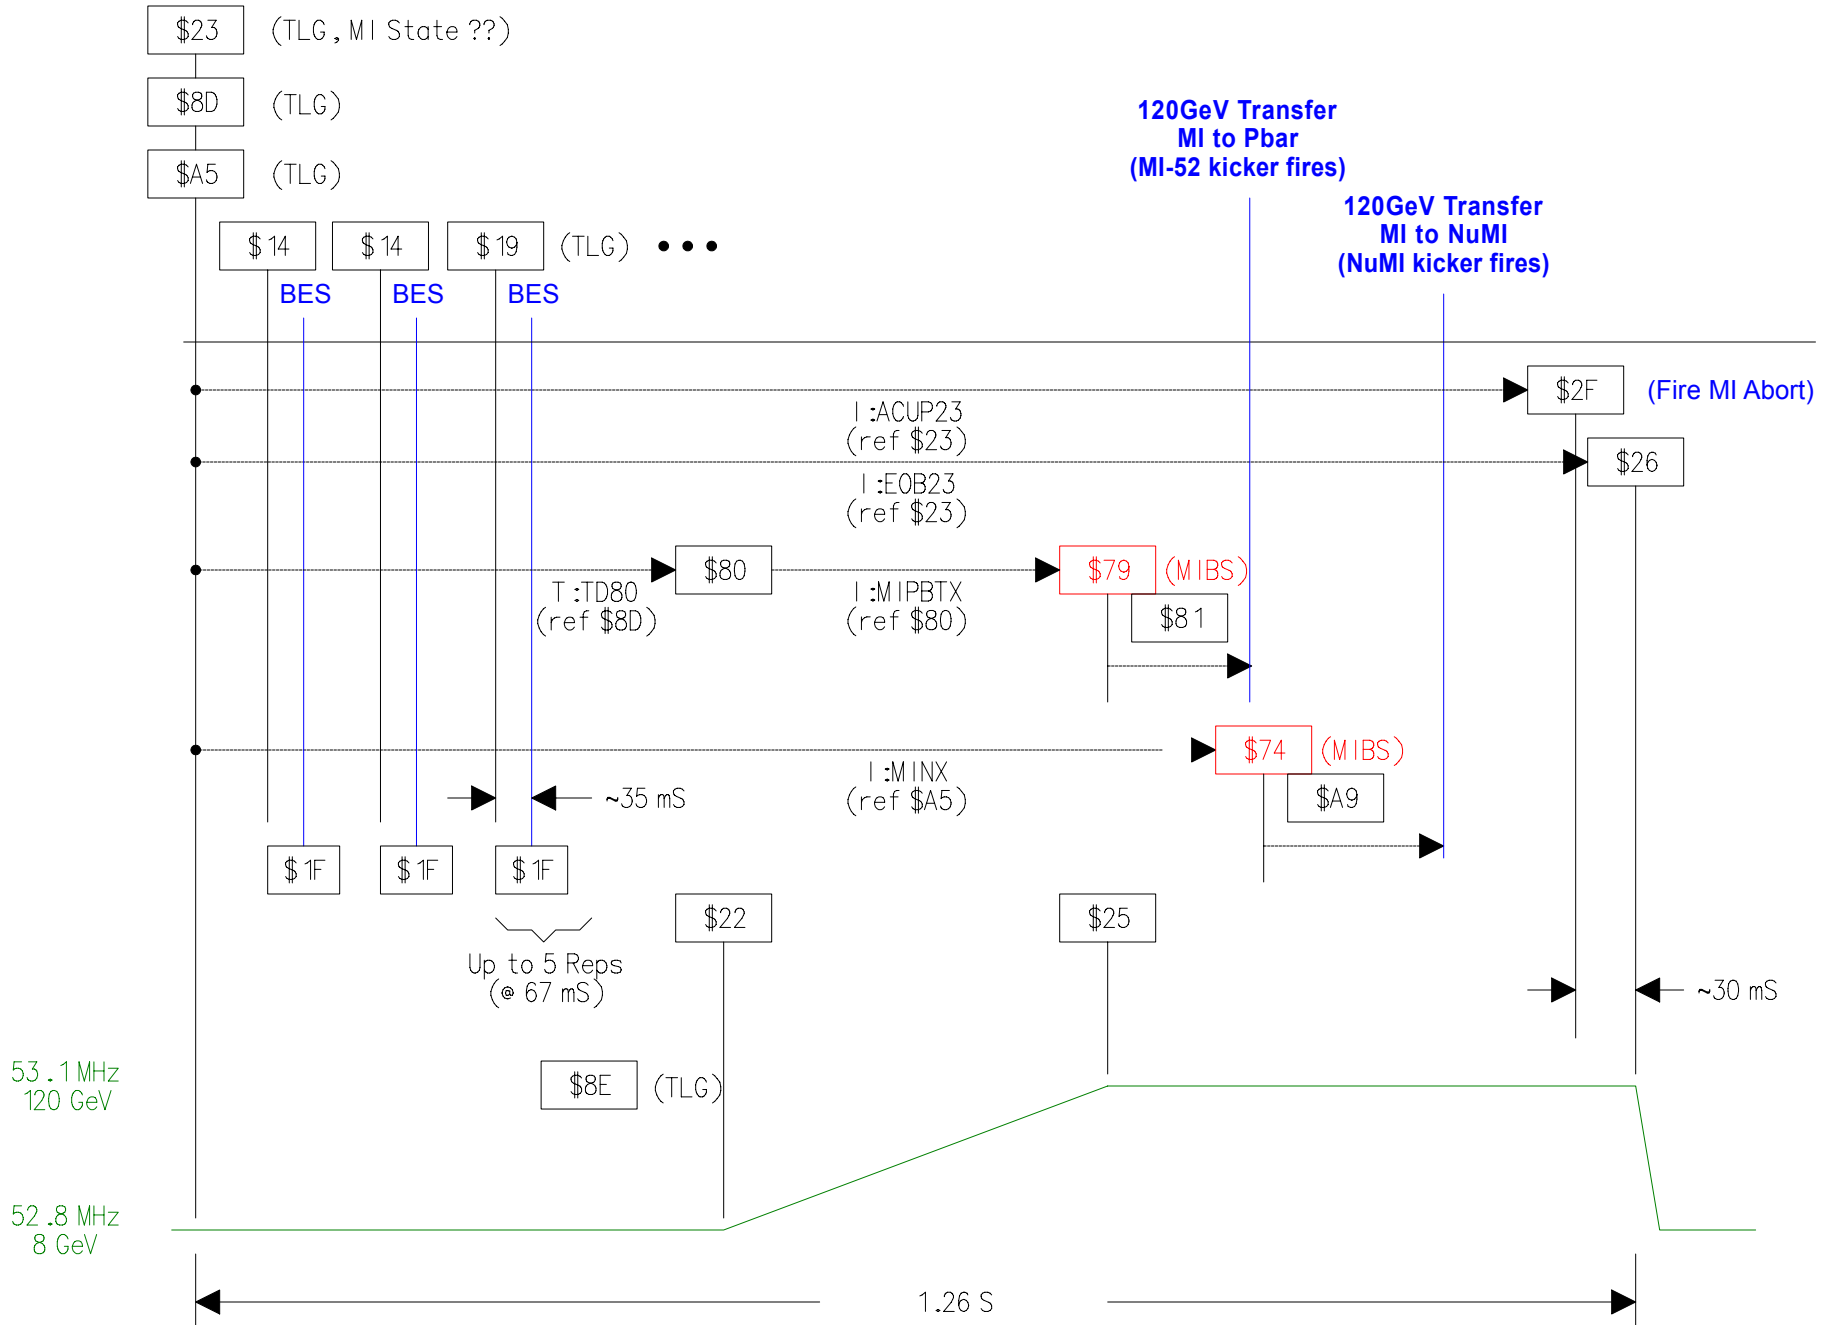 $23 (TLG, MI State ??)
$8D (TLG)
$A5 (TLG)
120GeV Transfer
MI to Pbar
(MI-52 kicker fires)
120GeV Transfer
MI to NuMI
(NuMI kicker fires)
$14 $14 $19 (TLG) •••
BES BES BES
$2F (Fire MI Abort)
I:ACUP23
(ref $23)
$26
I:EOB23
(ref $23)
$80 $79 (MIBS)
T:TD80
(ref $8D)
I:MIPBTX
(ref $80)
$81
$74 (MIBS)
I:MINX
(ref $A5)
~35 mS
$A9
$1F $1F $1F
$22 $25
Up to 5 Reps
(@ 67 mS)
~30 mS
53.1 MHz
120 GeV
$8E (TLG)
52.8 MHz
8 GeV
1.26 S